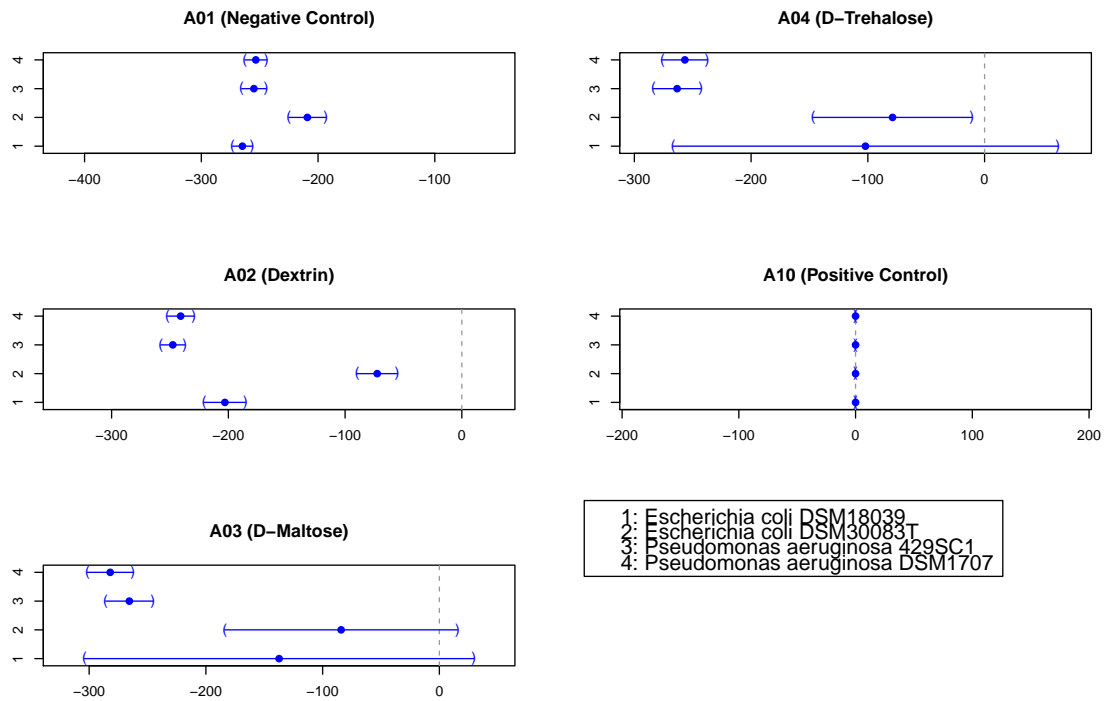 A01 (Negative Control)
4
3
2
1
−400 −300 −200 −100
A04 (D−Trehalose)
4
3
2
1
−300 −200 −100 0
A02 (Dextrin)
4
3
2
1
−300 −200 −100 0
A10 (Positive Control)
4
3
2
1
−200 −100 0 100 200
A03 (D−Maltose)
4
3
2
1
−300 −200 −100 0
1: Escherichia coli DSM18039
2: Escherichia coli DSM30083T
3: Pseudomonas aeruginosa 429SC1
4: Pseudomonas aeruginosa DSM1707